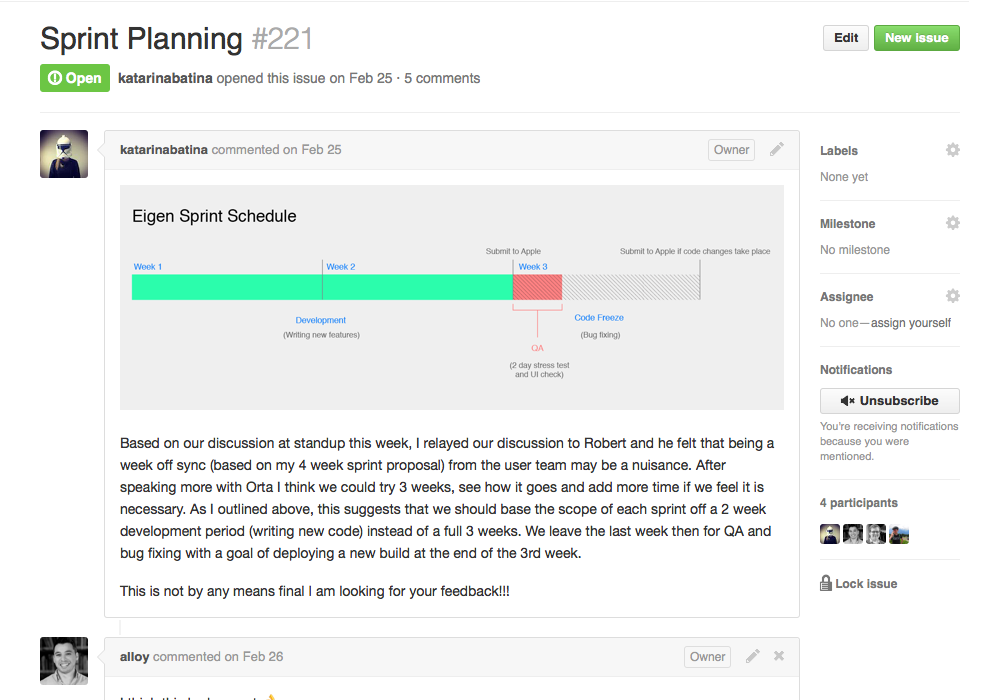 Sprint Planning #221
Edit
New issue
Open
katarinabatina opened this issue on Feb 25 · 5 comments
katarinabatina commented on Feb 25
Owner
Eigen Sprint Schedule
Submit to Apple
Submit to Apple if code changes take place
Week 1
Week 2
Week 3
Development
(Writing new features)
Code Freeze
(Bug fixing)
QA
(2 day stress test
and UI check)
Based on our discussion at standup this week, I relayed our discussion to Robert and he felt that being a
week off sync (based on my 4 week sprint proposal) from the user team may be a nuisance. After
speaking more with Orta I think we could try 3 weeks, see how it goes and add more time if we feel it is
necessary. As I outlined above, this suggests that we should base the scope of each sprint off a 2 week
development period (writing new code) instead of a full 3 weeks. We leave the last week then for QA and
bug fixing with a goal of deploying a new build at the end of the 3rd week.
This is not by any means final I am looking for your feedback!!!
alloy commented on Feb 26
Owner
Labels
None yet
Milestone
No milestone
Assignee
No one—assign yourself
Notifications
Unsubscribe
You're receiving notifications
because you were
mentioned.
4 participants
Lock issue